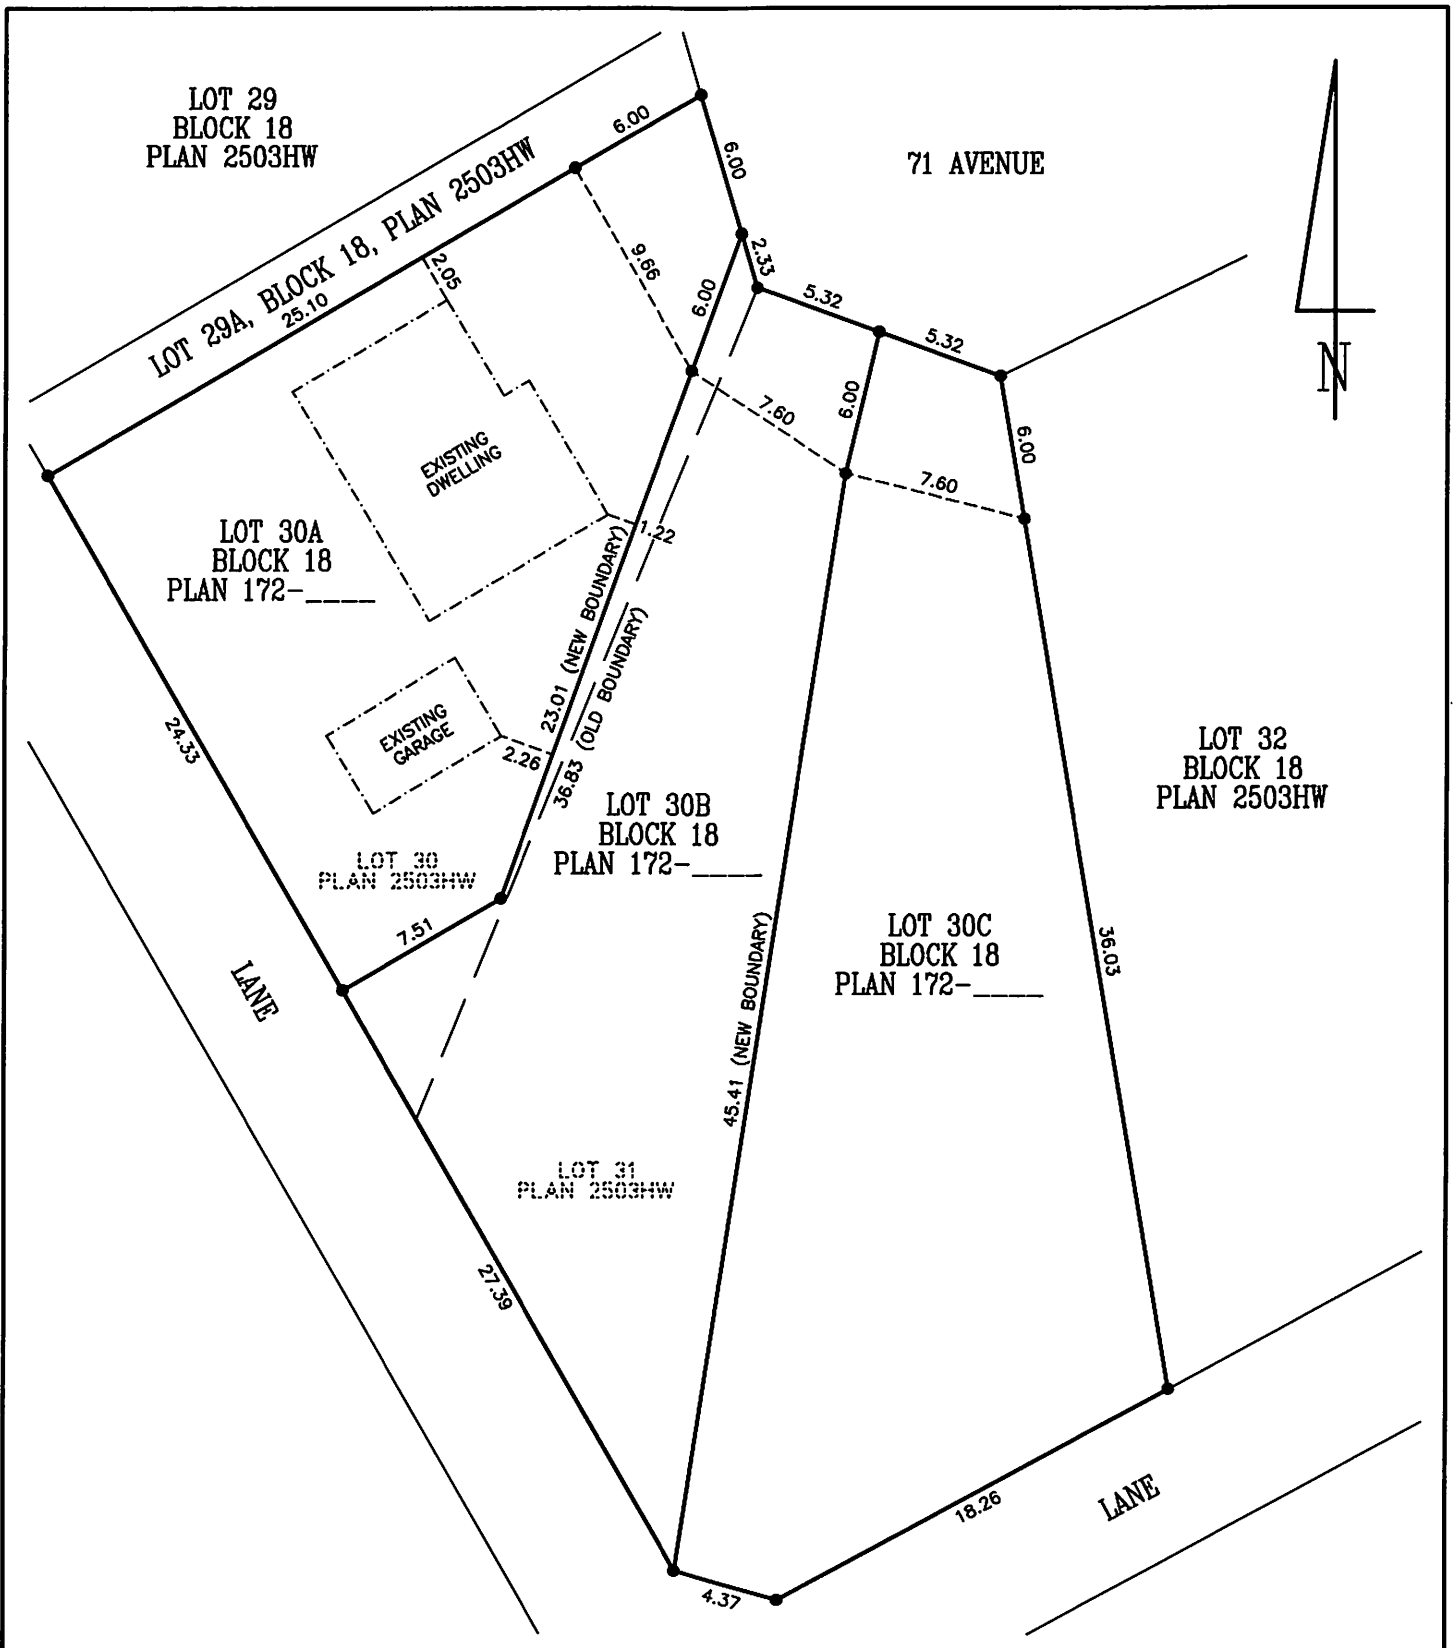 LOT 29
BLOCK 18
PLAN 2503HW
LOT 29A, BLOCK 18, PLAN 2503HW
6.00
71 AVENUE
6.00
2.33
9.66
2.05
25.10
6.00
5.32
5.32
N
6.00
7.60
6.00
7.60
EXISTING
DWELLING
LOT 30A
BLOCK 18
PLAN 172-____
1.22
23.01 (NEW BOUNDARY)
36.83 (OLD BOUNDARY)
24.33
EXISTING
GARAGE
2.26
LOT 32
BLOCK 18
PLAN 2503HW
LOT 30B
BLOCK 18
PLAN 172-____
LOT 30
PLAN 2503HW
7.51
LOT 30C
BLOCK 18
PLAN 172-____
36.03
LANE
45.41 (NEW BOUNDARY)
LOT 31
PLAN 2503HW
27.39
18.26
LANE
4.37